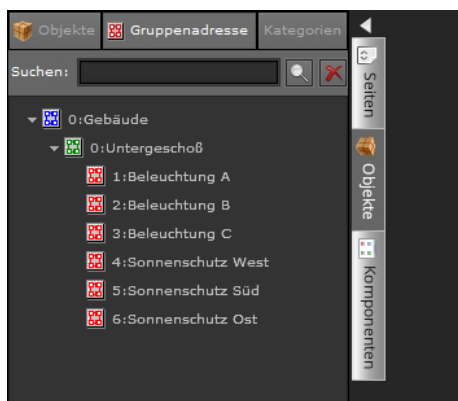 Objekte Gruppenadresse Kategorien
Suchen:
0:Gebäude
0:Untergeschoß
1:Beleuchtung A
2:Beleuchtung B
3:Beleuchtung C
4:Sonnenschutz West
5:Sonnenschutz Süd
6:Sonnenschutz Ost
Seiten
Objekte
Komponenten